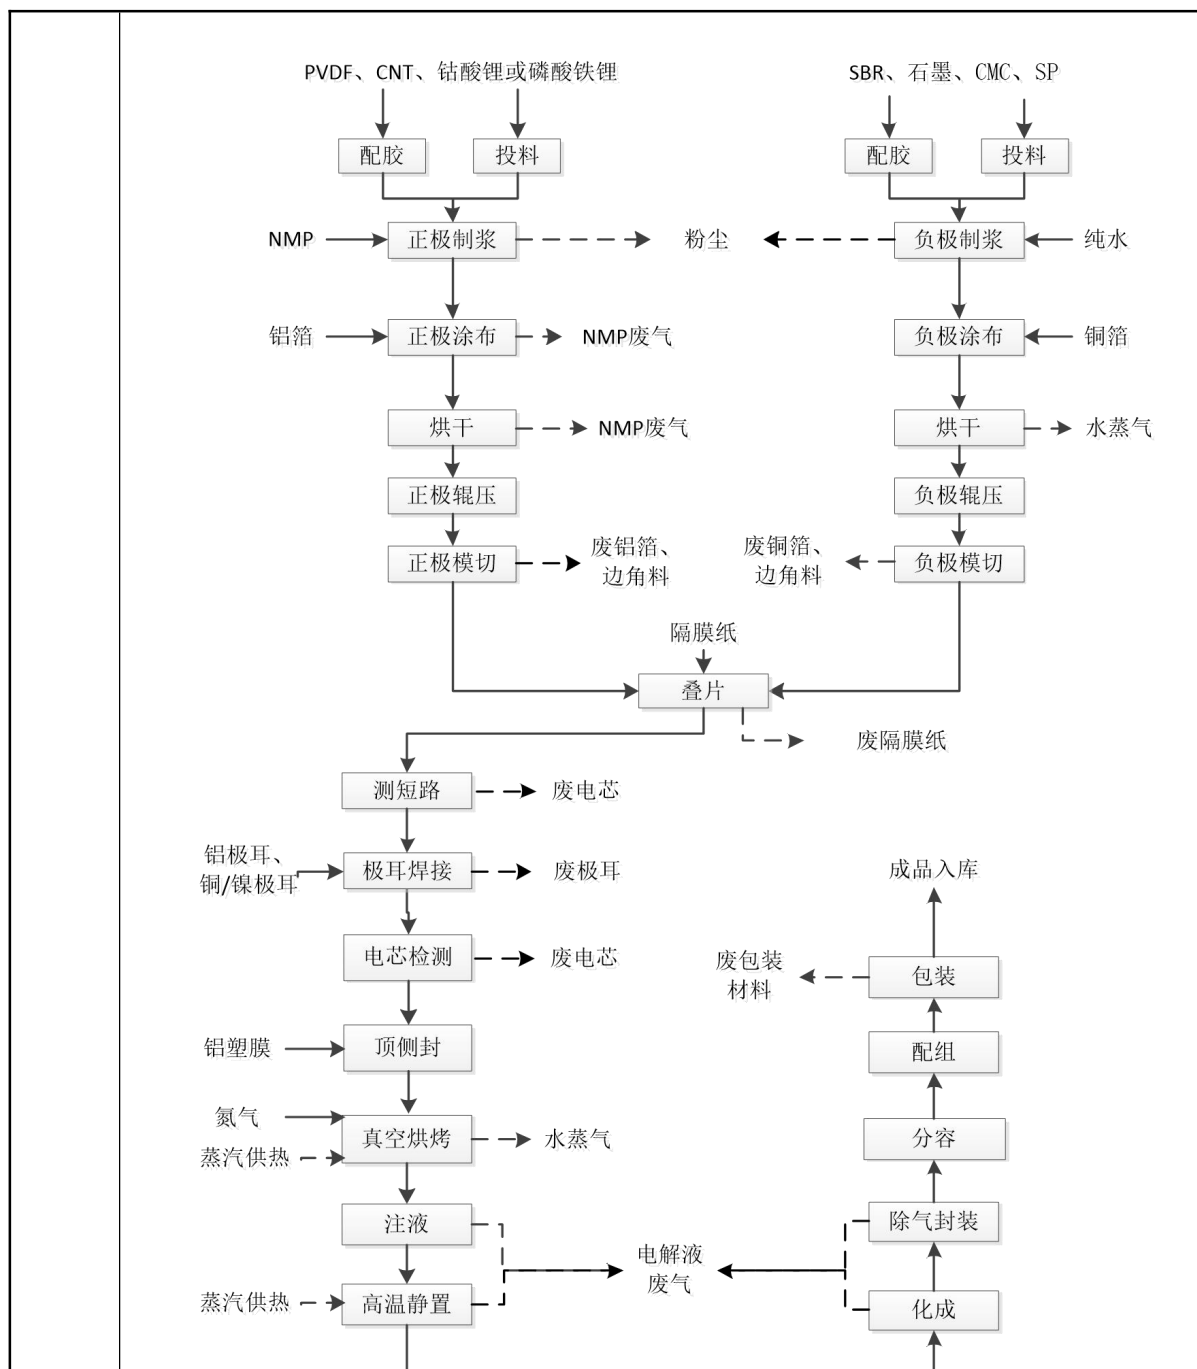 PVDF、CNT、钴酸锂或磷酸铁锂
SBR、石墨、CMC、SP
配胶
投料
配胶
投料
NMP
正极制浆
粉尘
负极制浆
纯水
铝箔
正极涂布
NMP废气
负极涂布
铜箔
烘干
NMP废气
烘干
水蒸气
正极辊压
负极辊压
正极模切
废铝箔、
边角料
废铜箔、
边角料
负极模切
隔膜纸
叠片
废隔膜纸
测短路
废电芯
铝极耳、
铜/镍极耳
极耳焊接
废极耳
成品入库
电芯检测
废电芯
废包装
材料
包装
铝塑膜
顶侧封
配组
氮气
蒸汽供热
真空烘烤
水蒸气
分容
注液
除气封装
电解液
废气
蒸汽供热
高温静置
化成